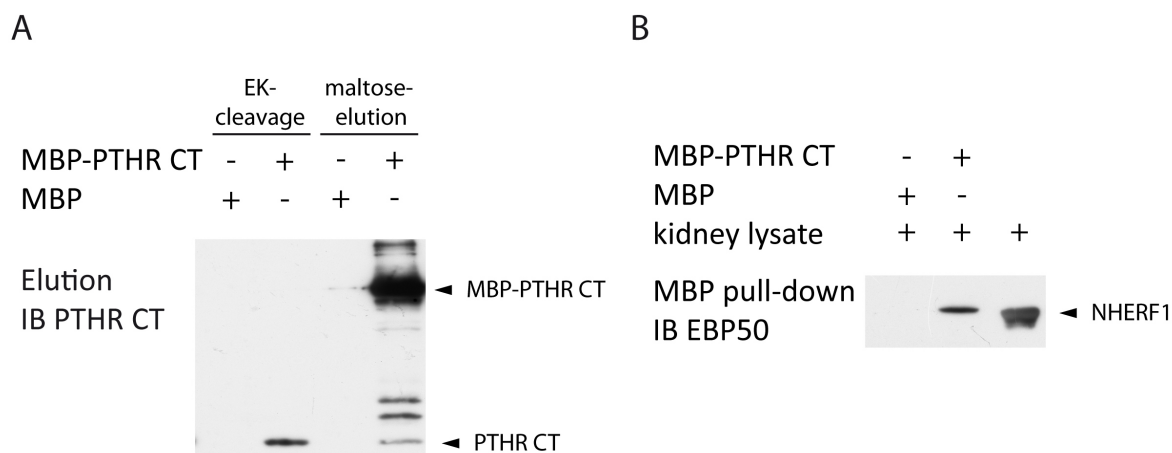 A
B
EK-
cleavage
maltose-
elution
MBP-PTHR CT - + - +
MBP + - + -
Elution
IB PTHR CT
MBP-PTHR CT
PTHR CT
MBP-PTHR CT - +
MBP + -
kidney lysate + + +
MBP pull-down
IB EBP50
NHERF1